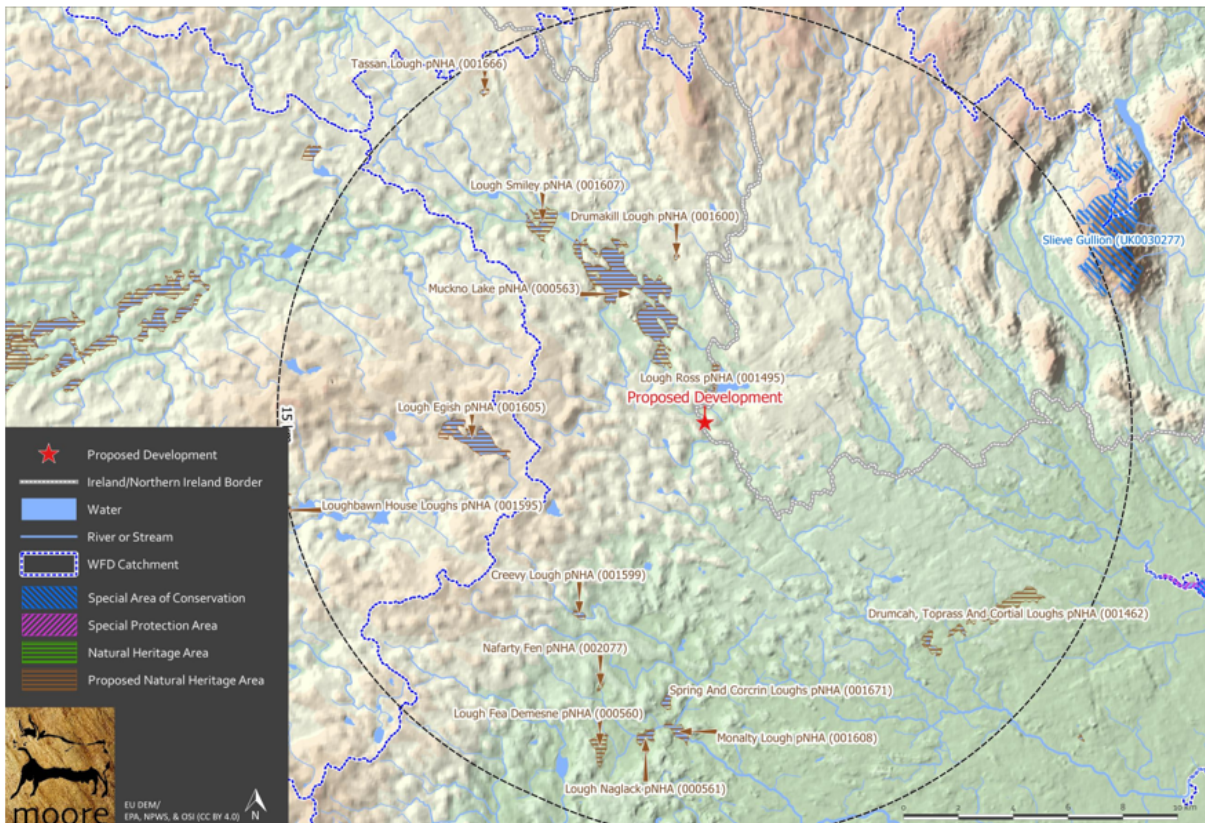 Tassan Lough pNHA (001666)
Lough Smiley pNHA (001607)
Drumakill Lough pNHA (001600)
Slieve Gullion (UK0030277)
Muckno Lake pNHA (000563)
Lough Ross pNHA (001495)
Proposed Development
Lough Egish pNHA (001605)
15 km
Loughbawn House Loughs pNHA (001595)
Creevy Lough pNHA (001599)
Drumcah, Toprass And Cortial Loughs pNHA (001462)
Nafarty Fen pNHA (002077)
Spring And Corcrin Loughs pNHA (001671)
Lough Fea Demesne pNHA (000560)
Monalty Lough pNHA (001608)
Lough Naglack pNHA (000561)
Proposed Development
Ireland/Northern Ireland Border
Water
River or Stream
WFD Catchment
Special Area of Conservation
Special Protection Area
Natural Heritage Area
Proposed Natural Heritage Area
moore
EU DEM/
EPA, NPWS, & OSI (CC BY 4.0)
N
0 2 4 6 8 10 km